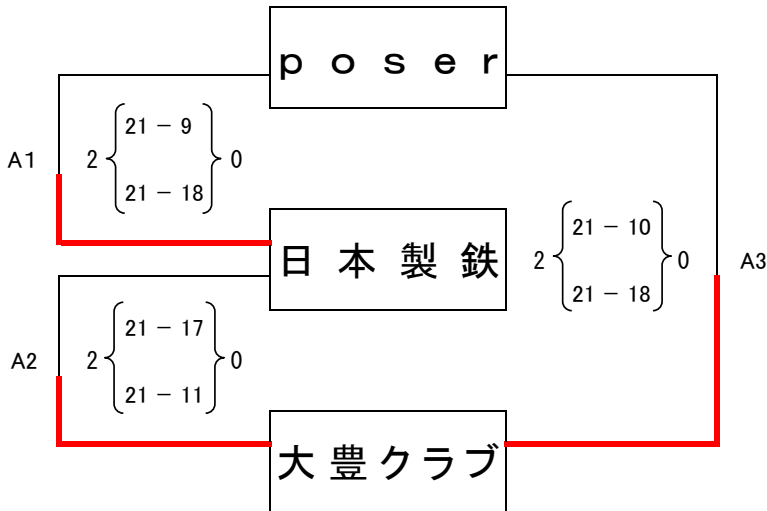 ｐｏｓｅｒ
21 － 9
A1 2 0
21 － 18
日本製鉄
21 － 10
2 0 A3
21 － 18
21 － 17
A2 2 0
21 － 11
大豊クラブ